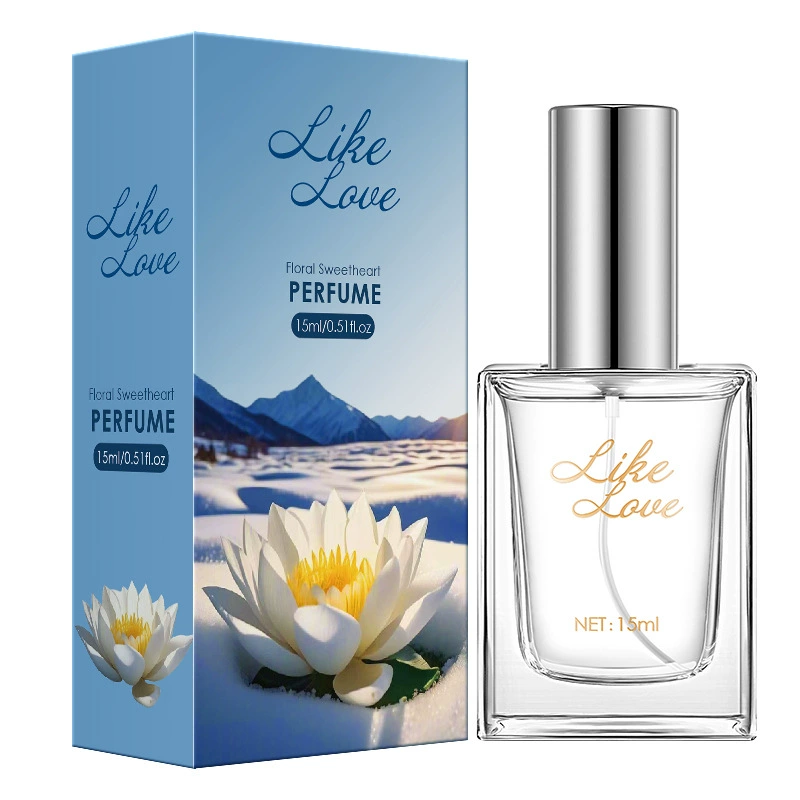 Like
Love
Floral Sweetheart
PERFUME
15ml/0.51fl.oz
Like
Love
Floral Sweetheart
PERFUME
15ml/0.51fl.oz
Like
Love
NET: 15ml